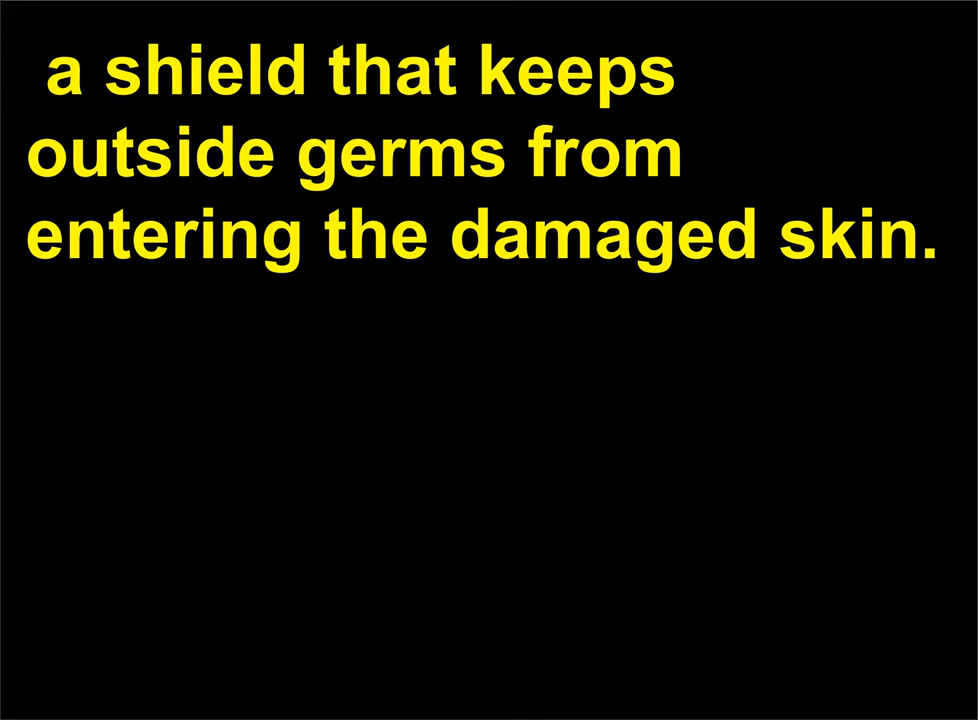 a shield that keeps
outside germs from
entering the damaged skin.